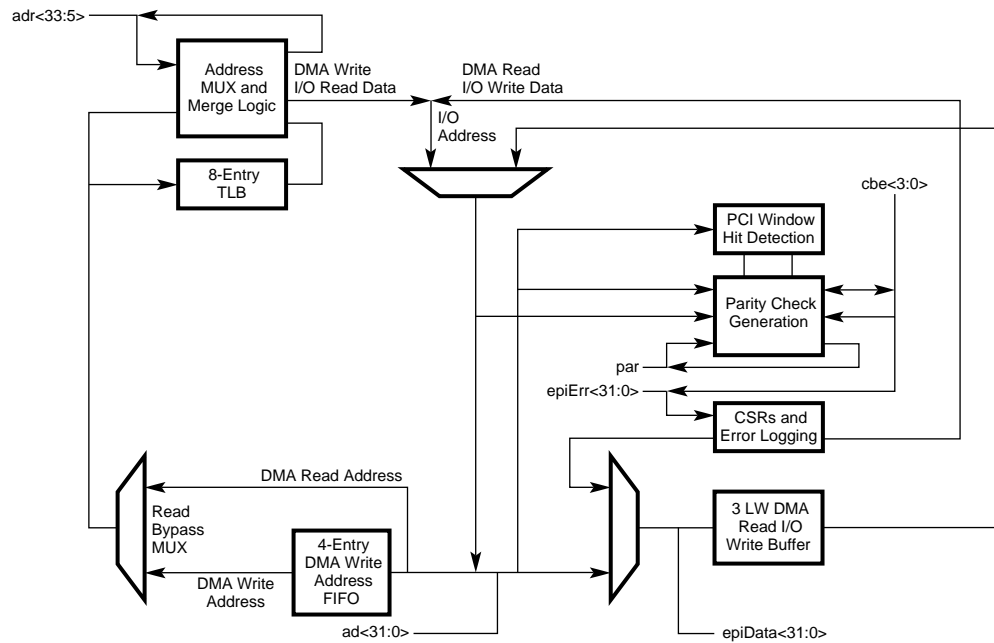 adr<33:5>
Address
MUX and
Merge Logic
DMA Write
I/O Read Data
DMA Read
I/O Write Data
I/O
Address
8-Entry
TLB
cbe<3:0>
PCI Window
Hit Detection
Parity Check
Generation
par
epiErr<31:0>
CSRs and
Error Logging
DMA Read Address
Read
Bypass
MUX
4-Entry
DMA Write
Address
FIFO
DMA Write
Address
3 LW DMA
Read I/O
Write Buffer
ad<31:0>
epiData<31:0>